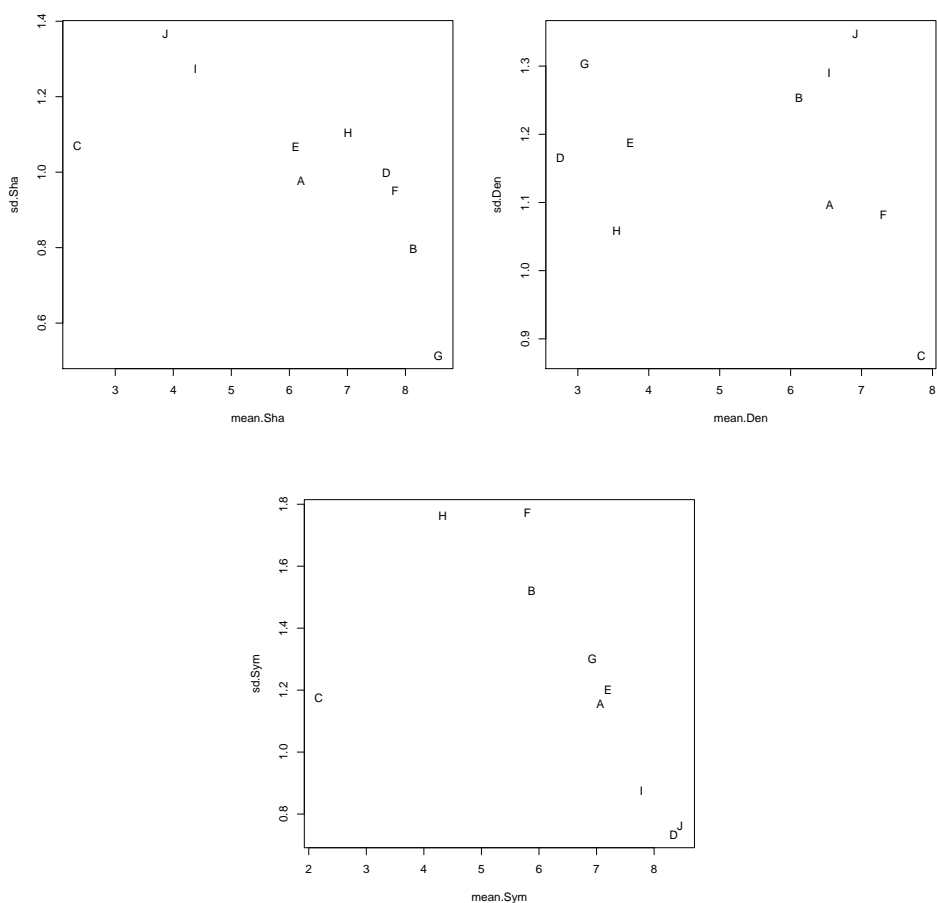 1.4
1.2
1.0
0.8
0.6
sd.Sha
J
I
C
E
H
A
D
F
B
G
3 4 5 6 7 8
mean.Sha
1.3
1.2
1.1
1.0
0.9
sd.Den
J
G
I
B
E
D
A
F
H
C
3 4 5 6 7 8
mean.Den
1.8
1.6
1.4
1.2
1.0
0.8
sd.Sym
H
F
B
G
E
C
A
I
J
D
2 3 4 5 6 7 8
mean.Sym